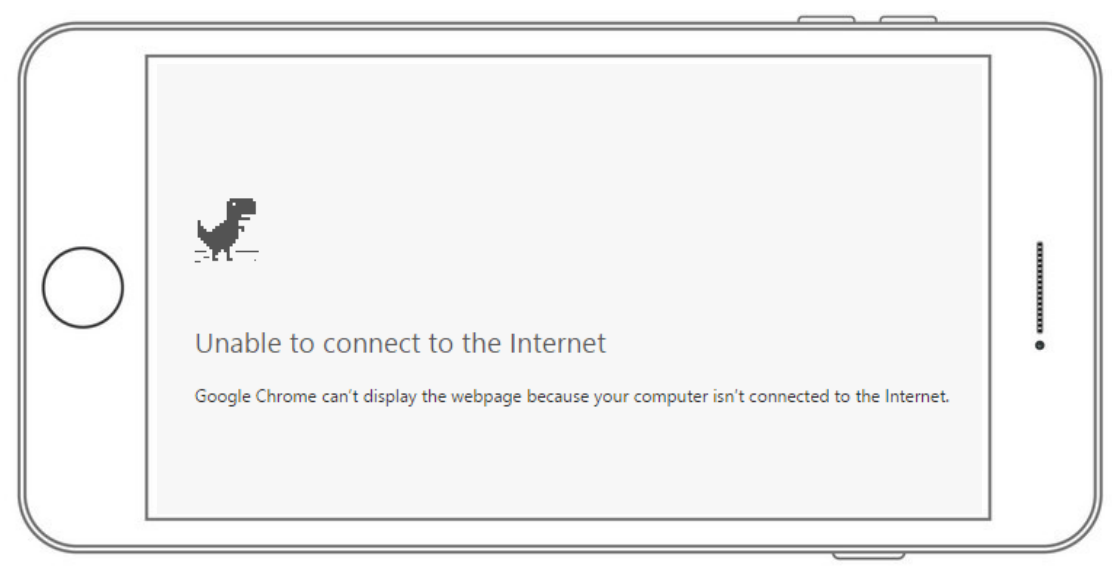 Unable to connect to the Internet
Google Chrome can’t display the webpage because your computer isn’t connected to the Internet.